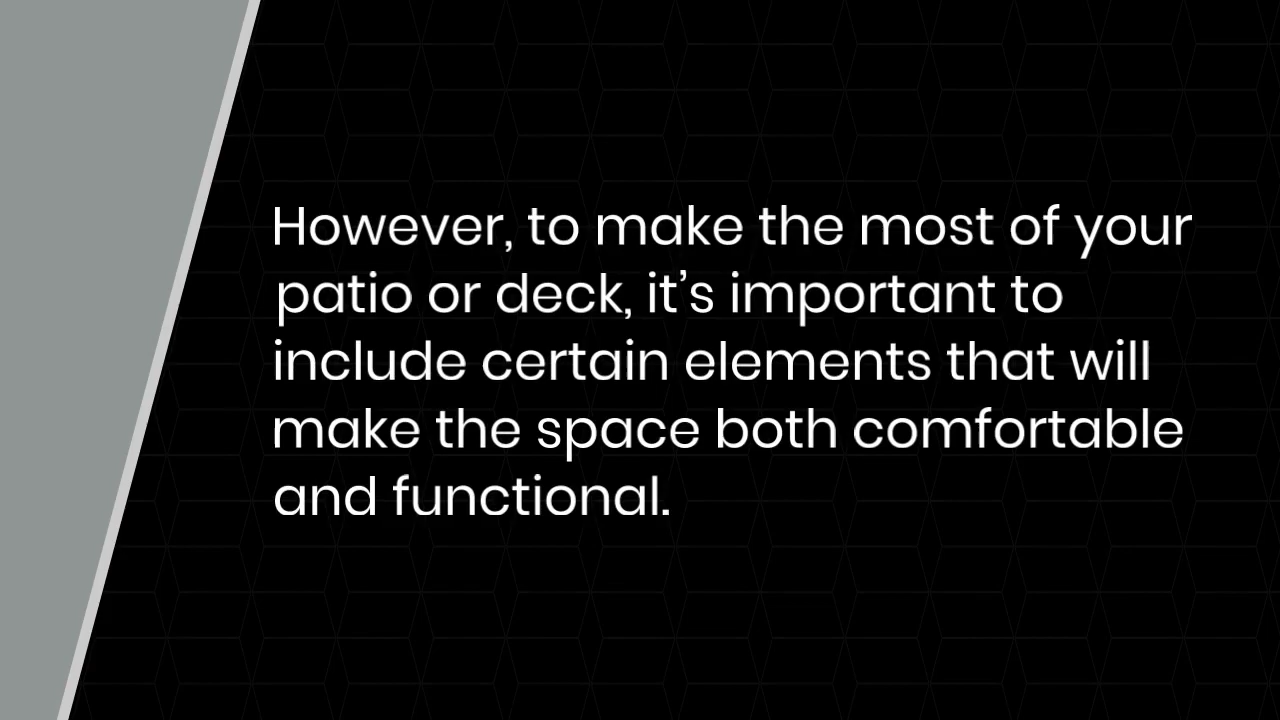 However, to make the most of your
patio or deck, it’s important to
include certain elements that will
make the space both comfortable
and functional.